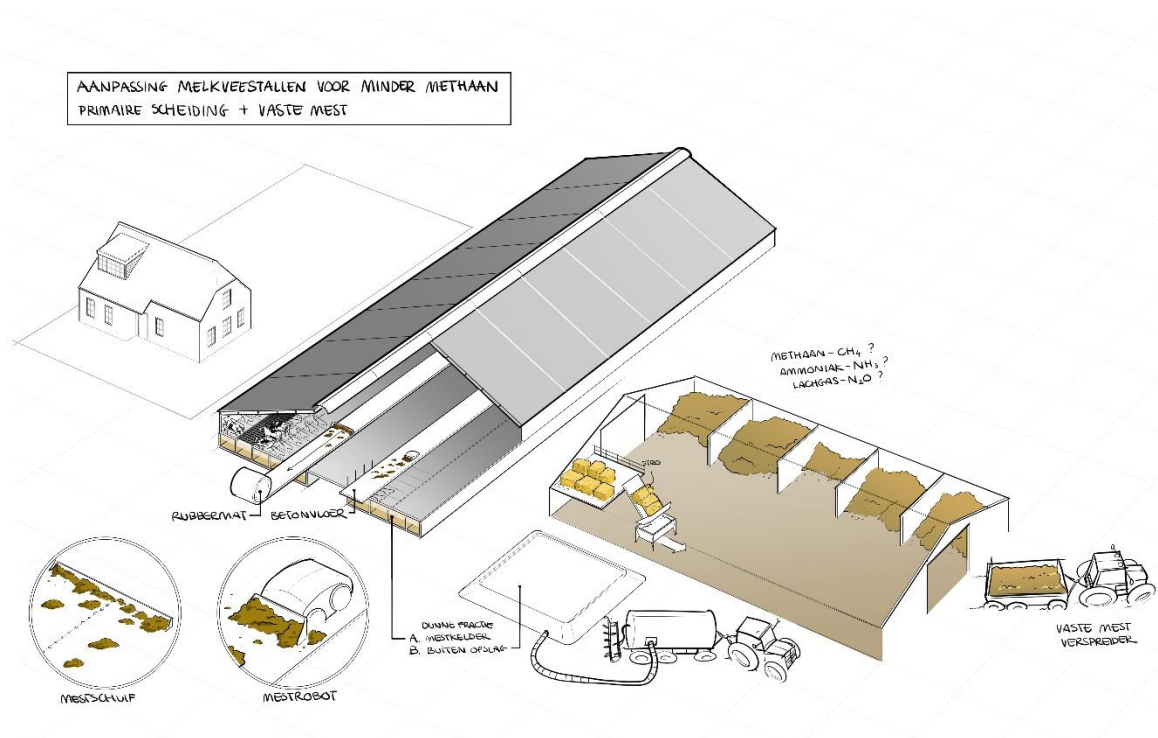 AANPASSING MELKVEESTALLEN VOOR MINDER METHAAN
PRIMAIRE SCHEIDING + VASTE MEST
METHAAN-CH₄ ?
AMMONIAK-NH₃ ?
LACHGAS-N₂O ?
STRO
RUBBERMAT
BETONVLOER
DUNNE FRACTIE
A. MESTKELDER
B. BUITEN OPSLAG
VASTE MEST
VERSPREIDER
MESTSCHUIF
MESTROBOT